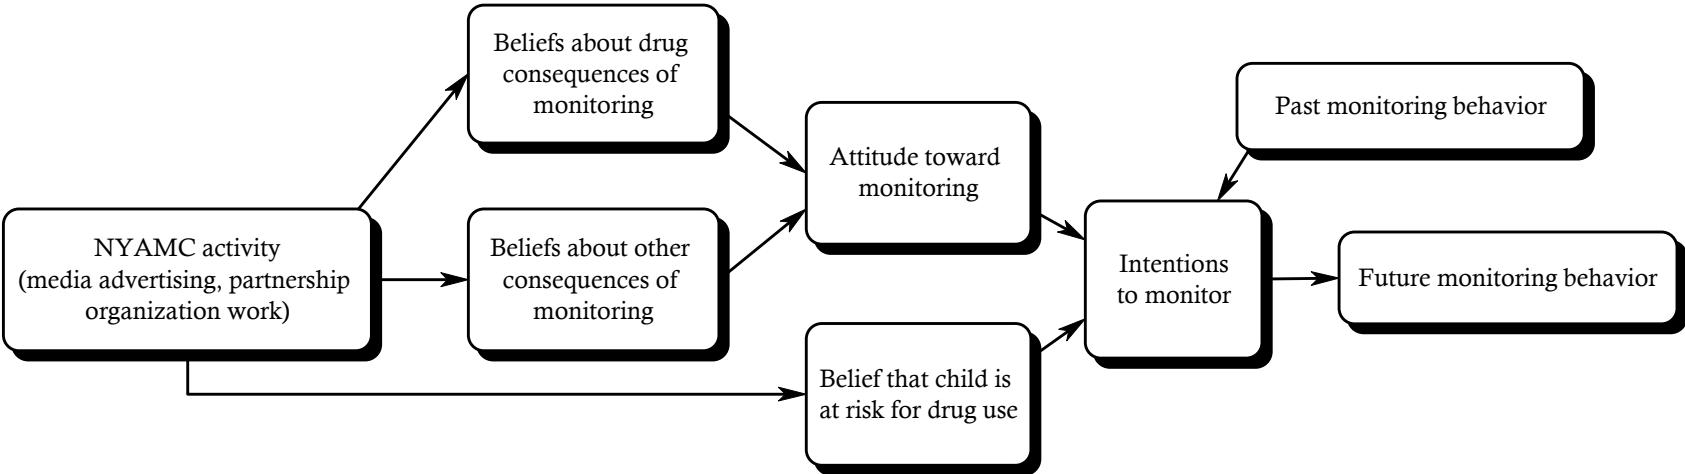 Beliefs about drug
consequences of
monitoring
Past monitoring behavior
Attitude toward
monitoring
NYAMC activity
(media advertising, partnership
organization work)
Beliefs about other
consequences of
monitoring
Intentions
to monitor
Future monitoring behavior
Belief that child is
at risk for drug use